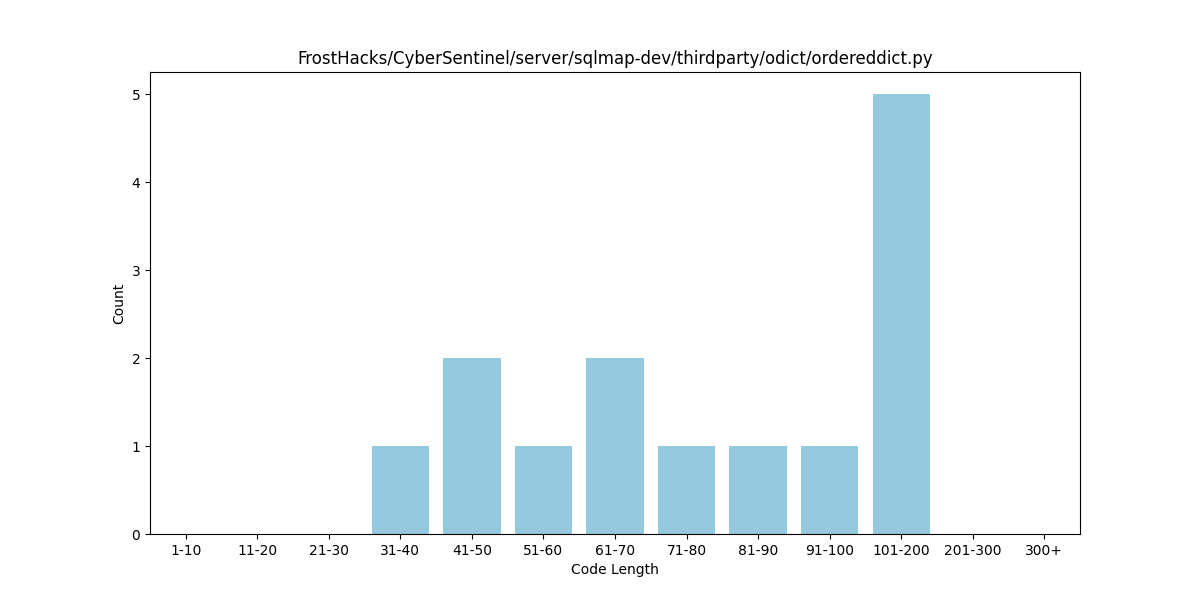 FrostHacks/CyberSentinel/server/sqlmap-dev/thirdparty/odict/ordereddict.py
5
4
3
2
1
0
Count
1-10 11-20 21-30 31-40 41-50 51-60 61-70 71-80 81-90 91-100 101-200 201-300 300+
Code Length